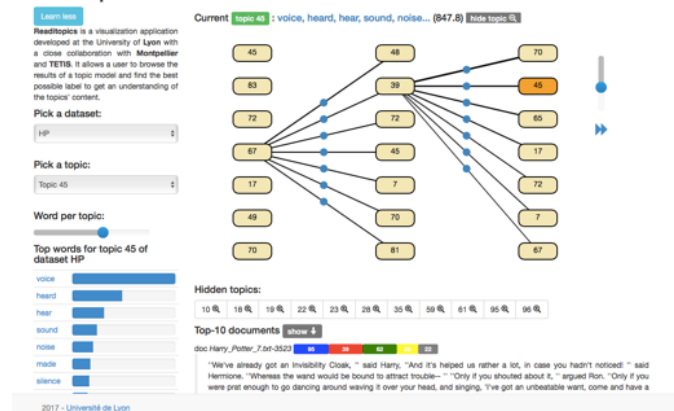 Learn less
Readitopics is a visualization application
developed at the University of Lyon with
a close collaboration with Montpellier
and TETIS. It allows a user to browse the
results of a topic model and find the best
possible label to get an understanding of
the topics' content.
Pick a dataset:
HP
Pick a topic:
Topic 45
Word per topic:
Top words for topic 45 of
dataset HP
voice
heard
hear
sound
noise
made
silence
Current topic 45 : voice, heard, hear, sound, noise... (847.8) hide topic
45 48 70
83 39 45
72 72 65
67 45 17
17 7 72
49 70 7
70 81 67
Hidden topics:
10 18 19 22 23 28 35 59 61 95 96
Top-10 documents show
doc Harry_Potter_7.txt-3523 95 39 62 22
"We've already got an Invisibility Cloak, " said Harry, "And it's helped us rather a lot, in case you hadn't noticed! " said
Hermione. "Whereas the wand would be bound to attract trouble-- " "Only if you shouted about it, " argued Ron. "Only if you
were prat enough to go dancing around waving it over your head, and singing, 'I've got an unbeatable want, come and have a
2017 - Université de Lyon